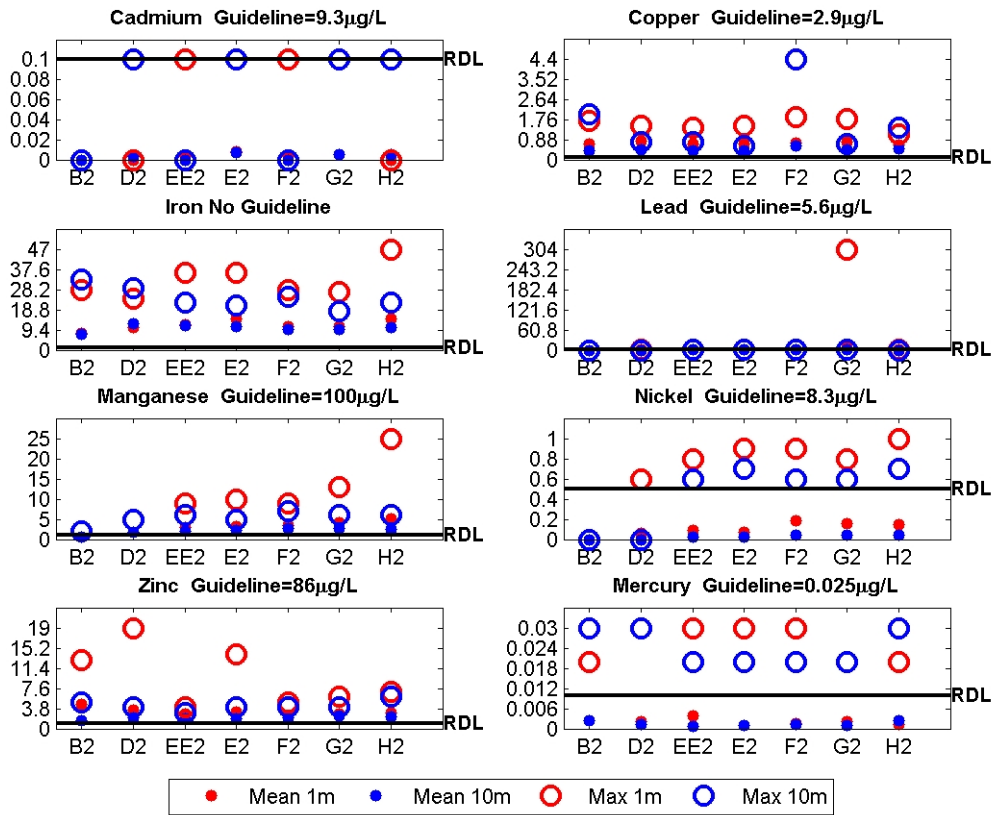 Cadmium Guideline=9.3µg/L
0.1
0.08
0.06
0.04
0.02
0
RDL
B2 D2 EE2 E2 F2 G2 H2
Copper Guideline=2.9µg/L
4.4
3.52
2.64
1.76
0.88
0
RDL
B2 D2 EE2 E2 F2 G2 H2
Iron No Guideline
47
37.6
28.2
18.8
9.4
0
RDL
B2 D2 EE2 E2 F2 G2 H2
Lead Guideline=5.6µg/L
304
243.2
182.4
121.6
60.8
0
RDL
B2 D2 EE2 E2 F2 G2 H2
Manganese Guideline=100µg/L
25
20
15
10
5
0
RDL
B2 D2 EE2 E2 F2 G2 H2
Nickel Guideline=8.3µg/L
1
0.8
0.6
0.4
0.2
0
RDL
B2 D2 EE2 E2 F2 G2 H2
Zinc Guideline=86µg/L
19
15.2
11.4
7.6
3.8
0
RDL
B2 D2 EE2 E2 F2 G2 H2
Mercury Guideline=0.025µg/L
0.03
0.024
0.018
0.012
0.006
0
RDL
B2 D2 EE2 E2 F2 G2 H2
Mean 1m Mean 10m Max 1m Max 10m